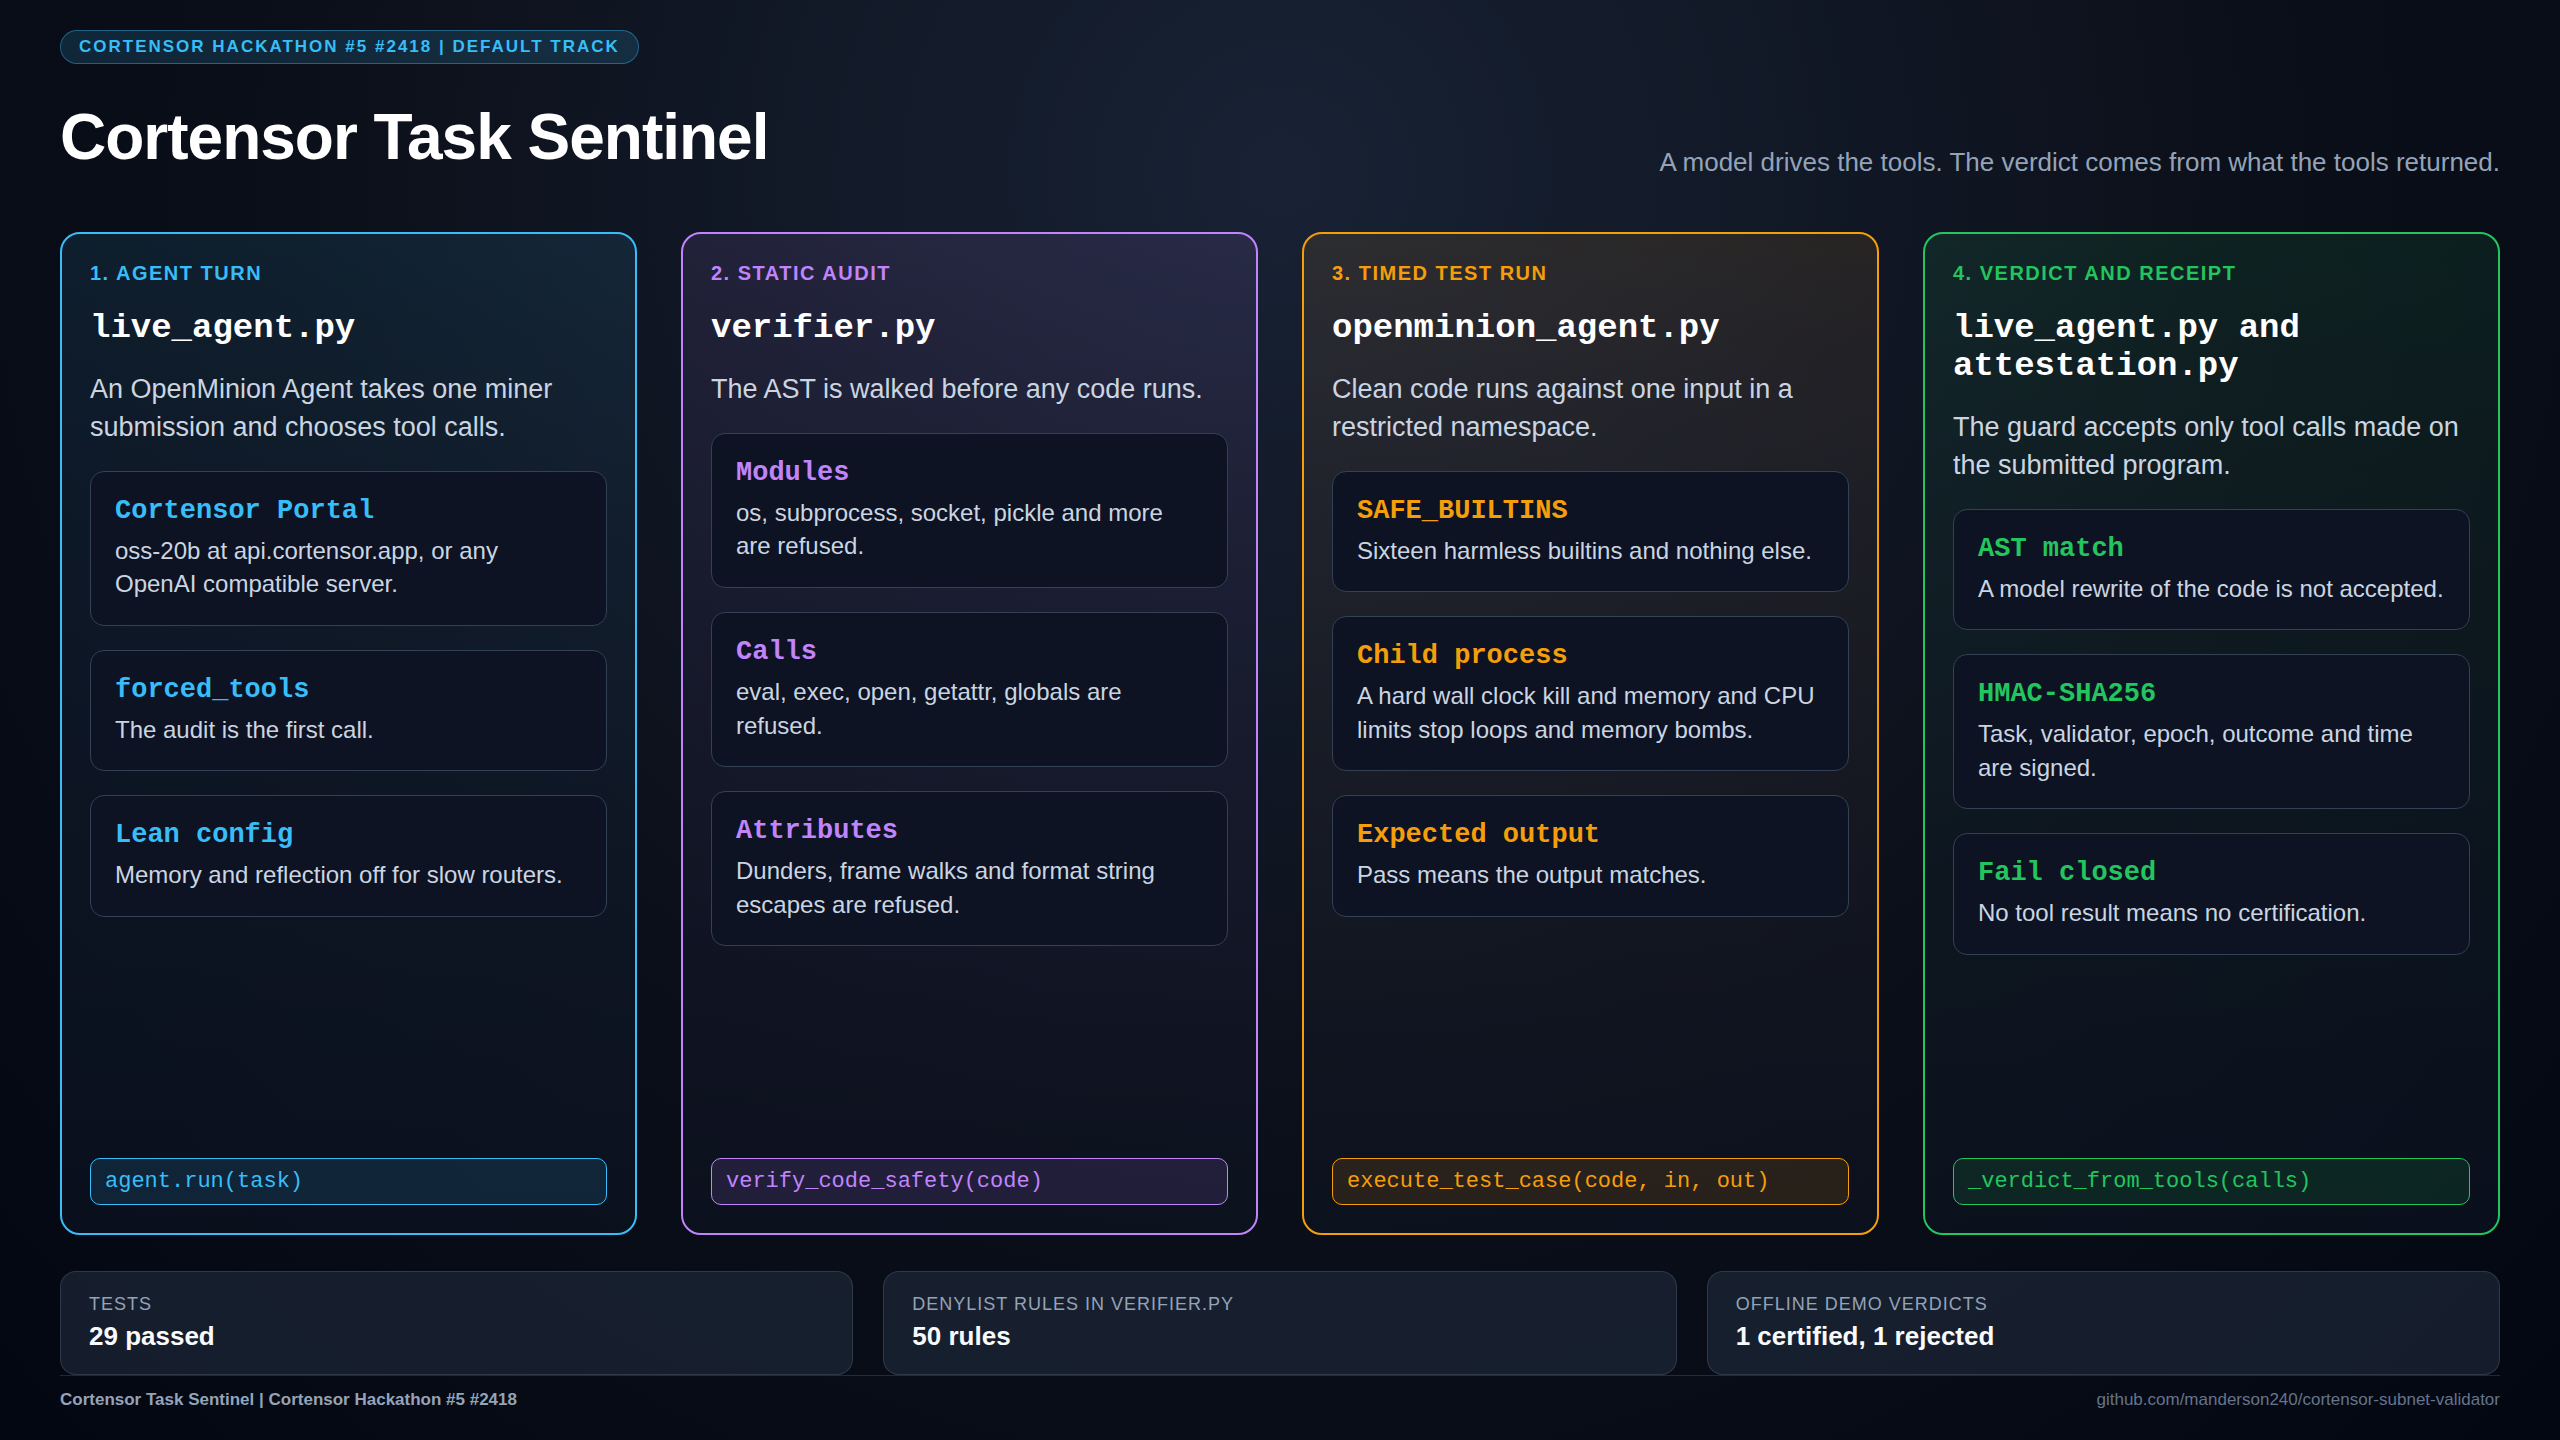 CORTENSOR HACKATHON #5 #2418 | DEFAULT TRACK
Cortensor Task Sentinel
A model drives the tools. The verdict comes from what the tools returned.
1. AGENT TURN
live_agent.py
An OpenMinion Agent takes one miner
submission and chooses tool calls.
Cortensor Portal
oss-20b at api.cortensor.app, or any
OpenAI compatible server.
forced_tools
The audit is the first call.
Lean config
Memory and reflection off for slow routers.
agent.run(task)
2. STATIC AUDIT
verifier.py
The AST is walked before any code runs.
Modules
os, subprocess, socket, pickle and more
are refused.
Calls
eval, exec, open, getattr, globals are
refused.
Attributes
Dunders, frame walks and format string
escapes are refused.
verify_code_safety(code)
3. TIMED TEST RUN
openminion_agent.py
Clean code runs against one input in a
restricted namespace.
SAFE_BUILTINS
Sixteen harmless builtins and nothing else.
Child process
A hard wall clock kill and memory and CPU
limits stop loops and memory bombs.
Expected output
Pass means the output matches.
execute_test_case(code, in, out)
4. VERDICT AND RECEIPT
live_agent.py and
attestation.py
The guard accepts only tool calls made on
the submitted program.
AST match
A model rewrite of the code is not accepted.
HMAC-SHA256
Task, validator, epoch, outcome and time
are signed.
Fail closed
No tool result means no certification.
_verdict_from_tools(calls)
TESTS
29 passed
DENYLIST RULES IN VERIFIER.PY
50 rules
OFFLINE DEMO VERDICTS
1 certified, 1 rejected
Cortensor Task Sentinel | Cortensor Hackathon #5 #2418
github.com/manderson240/cortensor-subnet-validator